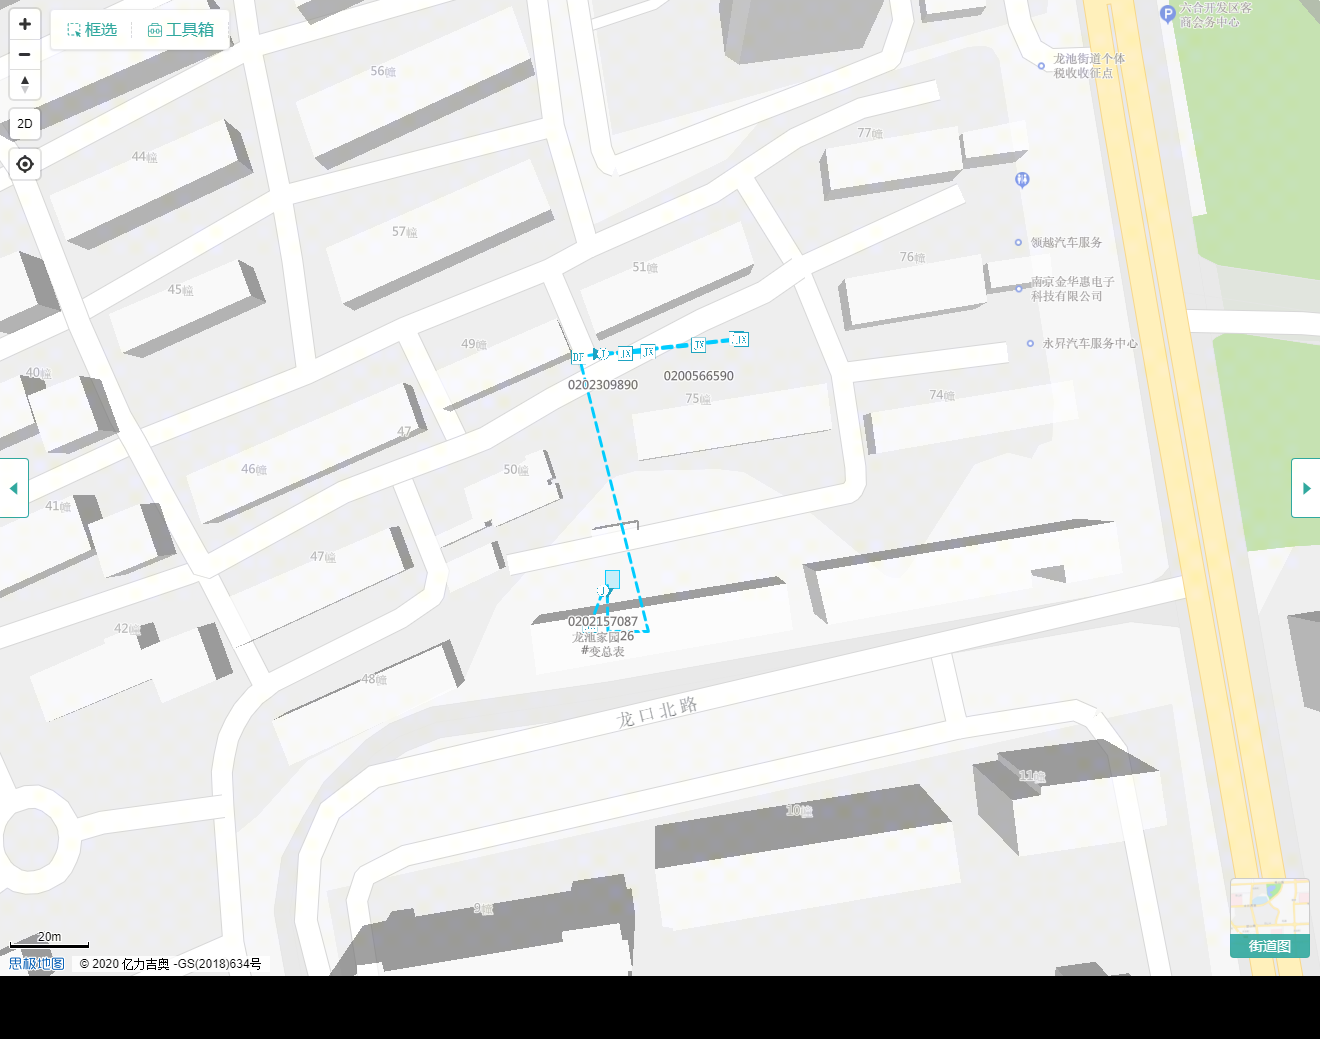 框选
工具箱
2D
六合开发区客
商会务中心
龙池街道个体
税收征收点
56幢
44幢
77幢
57幢
领越汽车服务
51幢
76幢
45幢
南京金华惠电子
科技有限公司
49幢
永昇汽车服务中心
DF
JX
JX
JX
JX
40幢
0202309890
0200566590
75幢
74幢
47
46幢
50幢
41幢
47幢
42幢
0202157087
龙池家园26
#变总表
48幢
龙口北路
11幢
10幢
9幢
20m
思极地图
© 2020 亿力吉奥 -GS(2018)634号
街道图